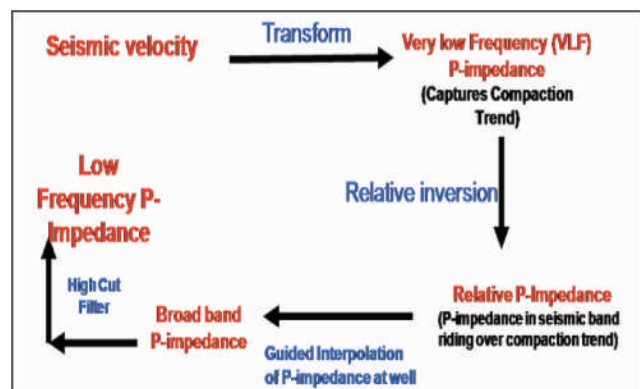 Seismic velocity
Transform
Very low Frequency (VLF)
P-impedance
(Captures Compaction
Trend)
Relative inversion
Relative P-Impedance
(P-impedance in seismic band
riding over compaction trend)
Guided Interpolation
of P-impedance at well
Broad band
P-impedance
High Cut
Filter
Low
Frequency P-
Impedance